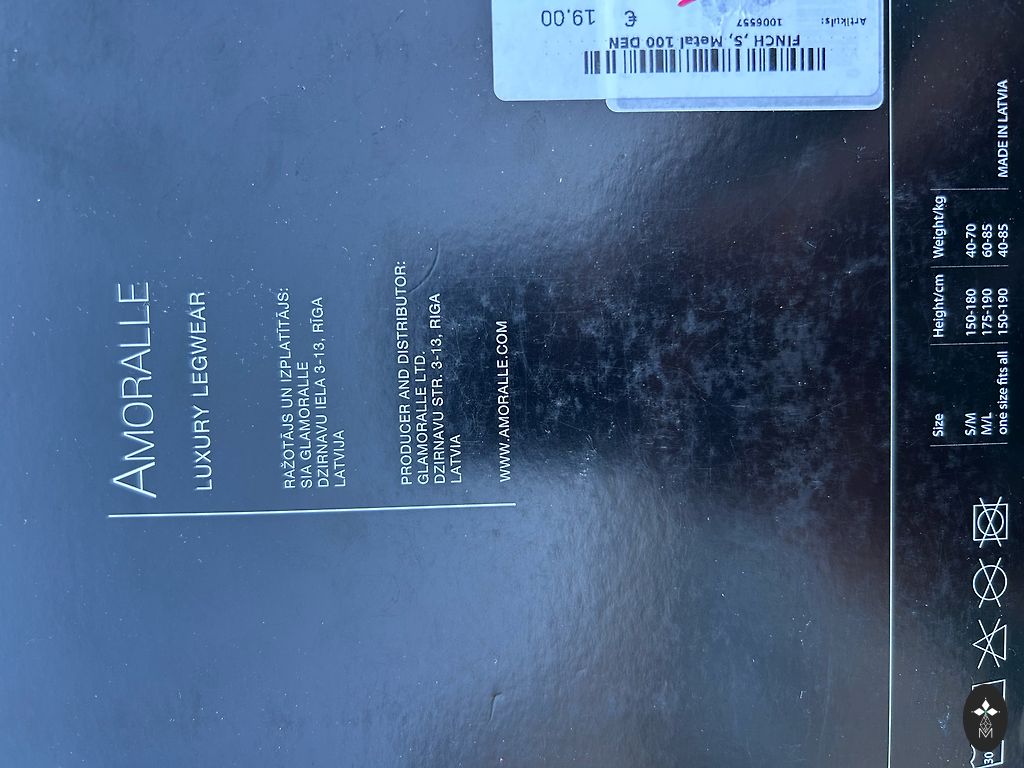 AMORALLE
LUXURY LEGWEAR
RAŽOTĀJS UN IZPLATĪTĀJS:
SIA GLAMORALLE
DZIRNAVU IELA 3-13, RĪGA
LATVIJA
PRODUCER AND DISTRIBUTOR:
GLAMORALLE LTD.
DZIRNAVU STR. 3-13, RIGA
LATVIA
WWW.AMORALLE.COM
FINCH ,S, Metal 100 DEN
Artikuls: 1006557
€ 19.00
Size Height/cm Weight/kg
S/M 150-180 40-70
M/L 175-190 60-85
one size fits all 150-190 40-85
MADE IN LATVIA
30
M